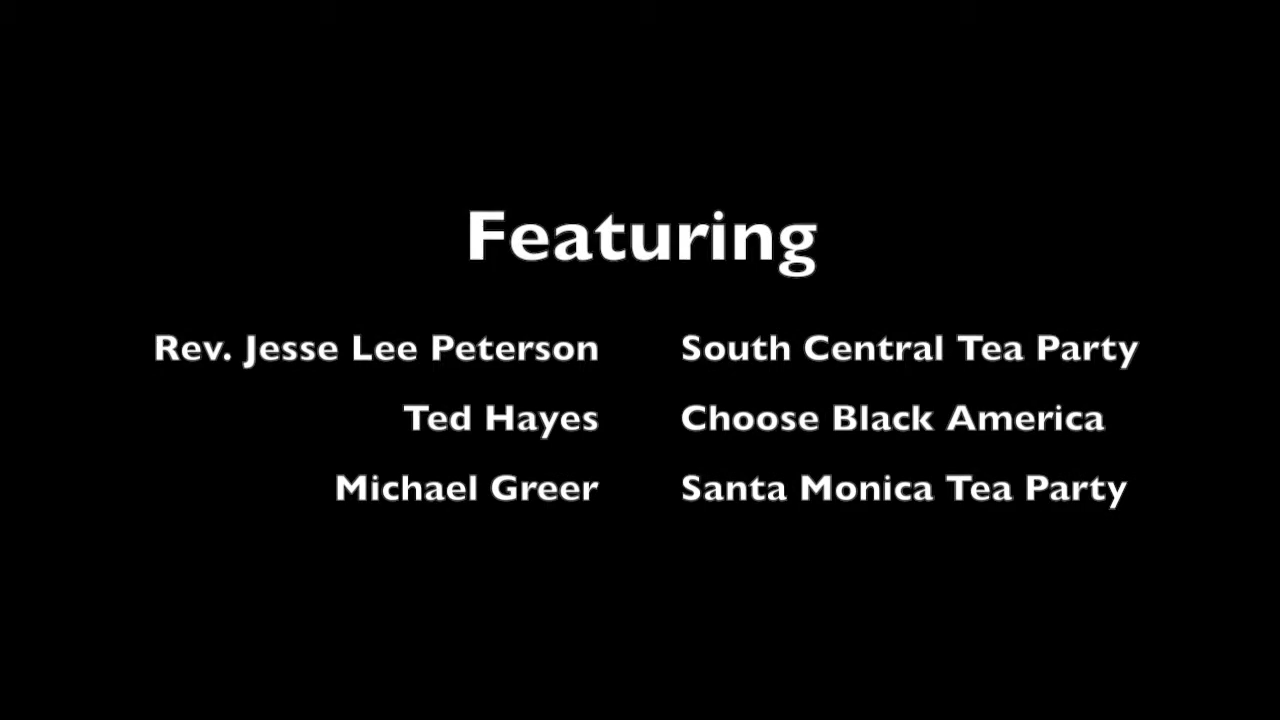 Featuring
Rev. Jesse Lee Peterson South Central Tea Party
Ted Hayes Choose Black America
Michael Greer Santa Monica Tea Party